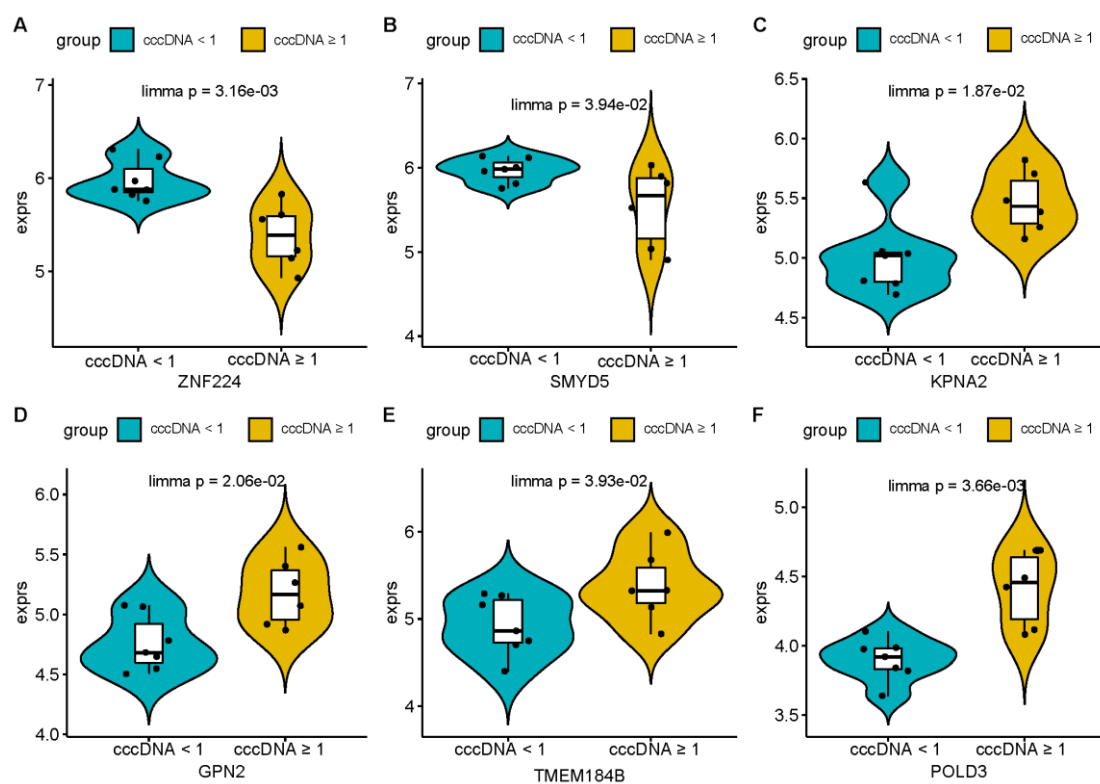 A
group cccDNA < 1 cccDNA ≥ 1
limma p = 3.16e-03
7
6
5
exprs
cccDNA < 1 cccDNA ≥ 1
ZNF224
B
group cccDNA < 1 cccDNA ≥ 1
limma p = 3.94e-02
7
6
5
4
exprs
cccDNA < 1 cccDNA ≥ 1
SMYD5
C
group cccDNA < 1 cccDNA ≥ 1
limma p = 1.87e-02
6.5
6.0
5.5
5.0
4.5
exprs
cccDNA < 1 cccDNA ≥ 1
KPNA2
D
group cccDNA < 1 cccDNA ≥ 1
limma p = 2.06e-02
6.0
5.5
5.0
4.5
4.0
exprs
cccDNA < 1 cccDNA ≥ 1
GPN2
E
group cccDNA < 1 cccDNA ≥ 1
limma p = 3.93e-02
6
5
4
exprs
cccDNA < 1 cccDNA ≥ 1
TMEM184B
F
group cccDNA < 1 cccDNA ≥ 1
limma p = 3.66e-03
5.0
4.5
4.0
3.5
exprs
cccDNA < 1 cccDNA ≥ 1
POLD3